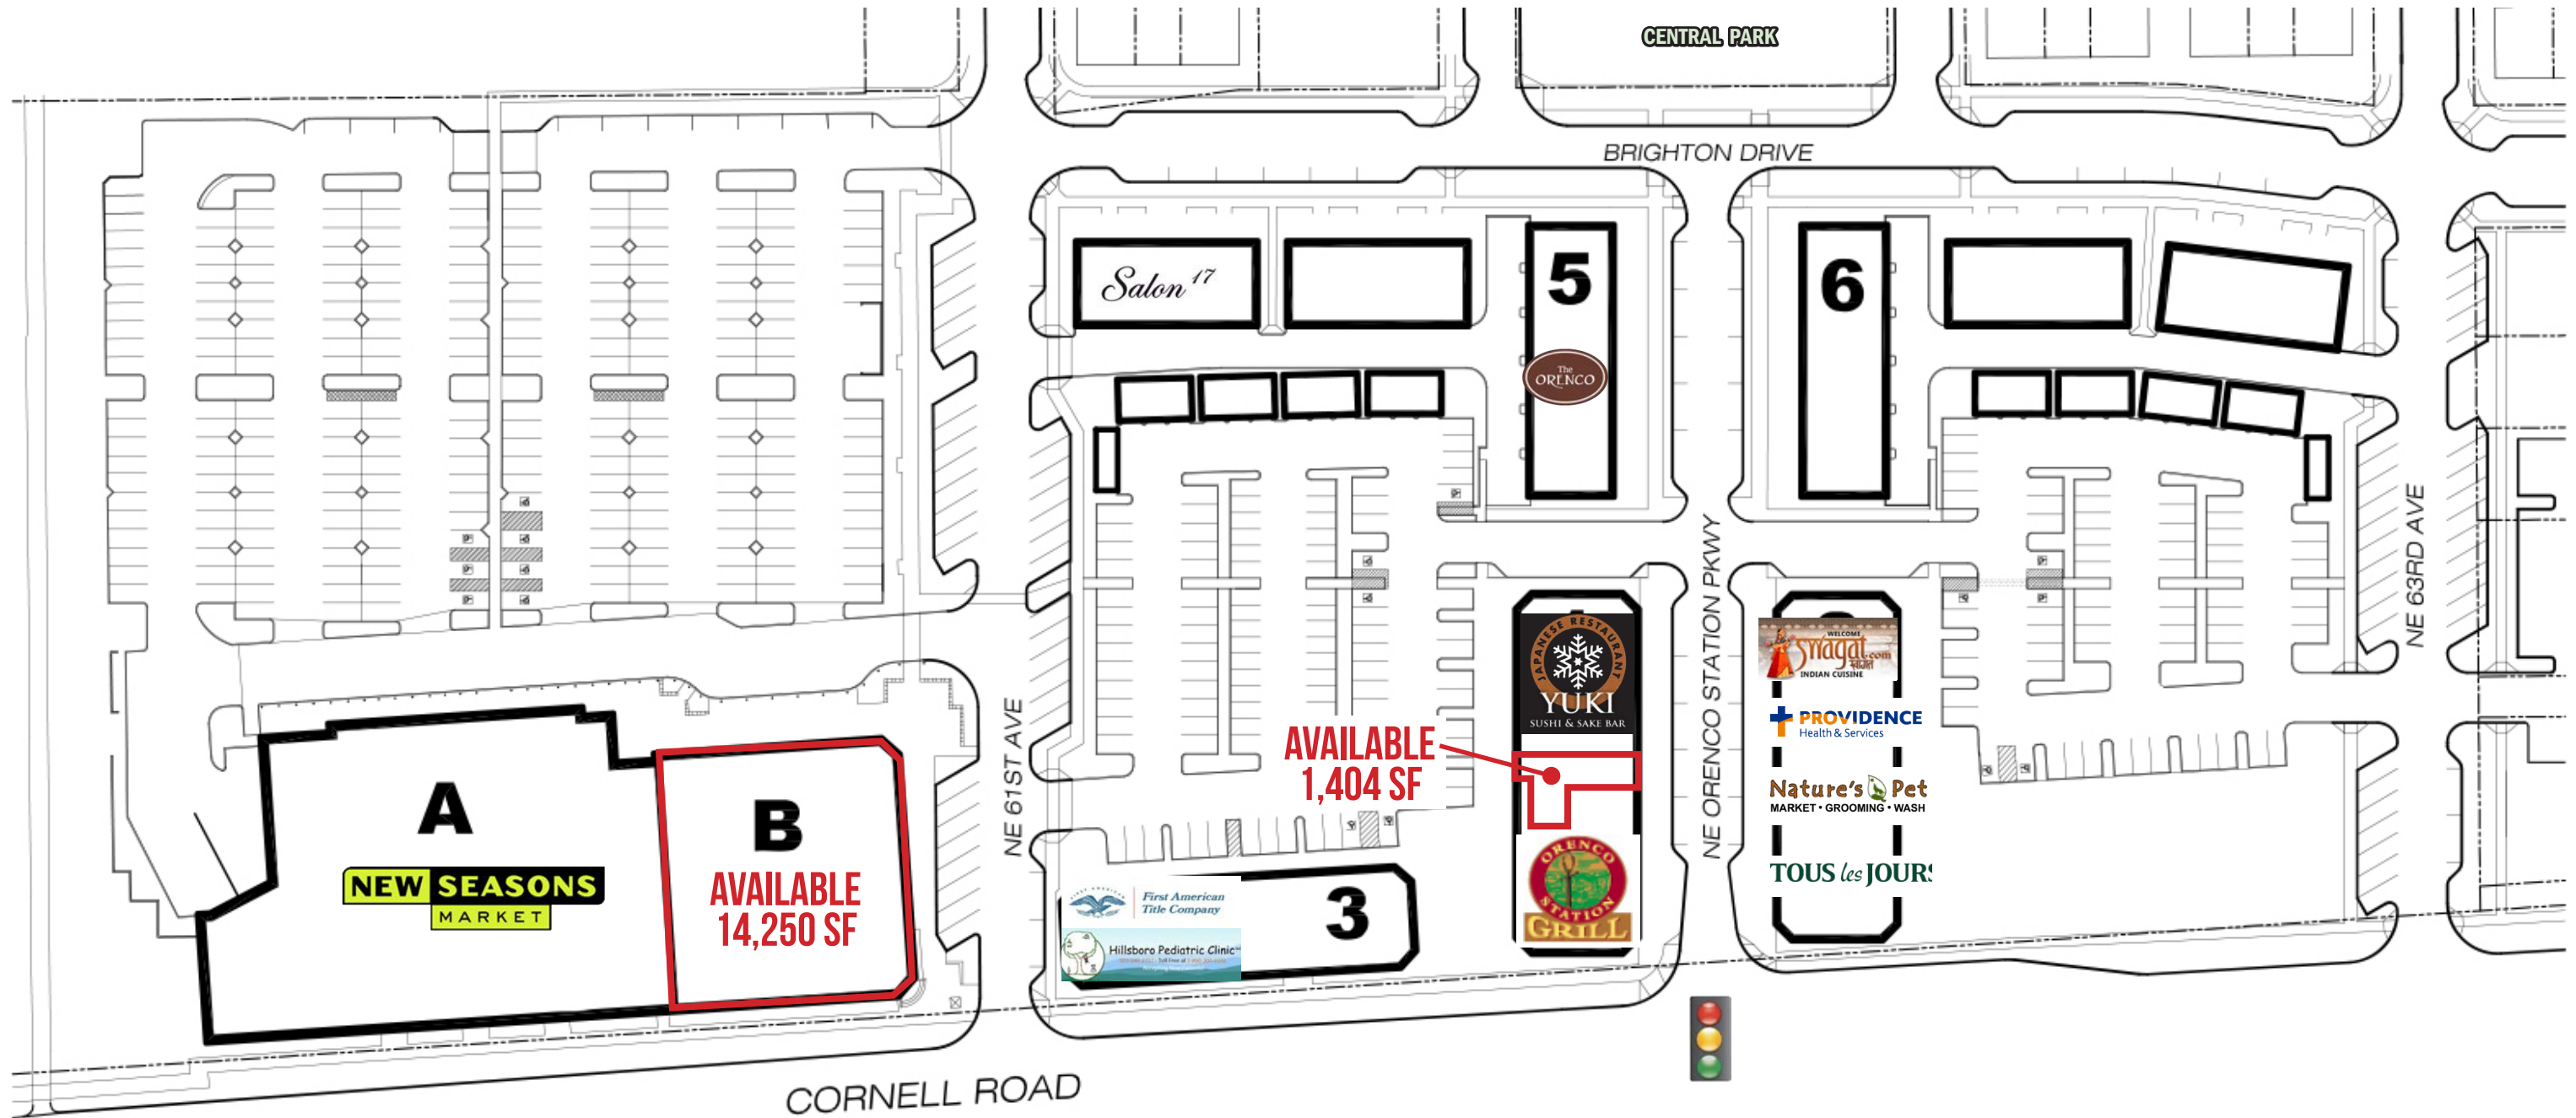 CENTRAL PARK
BRIGHTON DRIVE
Salon 17
5
6
The
ORENCO
NE 63RD AVE
NE ORENCO STATION PKWY
NE 61ST AVE
JAPANESE RESTAURANT
YUKI
SUSHI & SAKE BAR
WELCOME
swagat.com
INDIAN CUISINE
PROVIDENCE
Health & Services
AVAILABLE
1,404 SF
Nature's Pet
MARKET • GROOMING • WASH
TOUS les JOURS
A
NEW SEASONS
MARKET
B
AVAILABLE
14,250 SF
First American
Title Company
Hillsboro Pediatric Clinic
3
ORENCO
STATION
GRILL
CORNELL ROAD